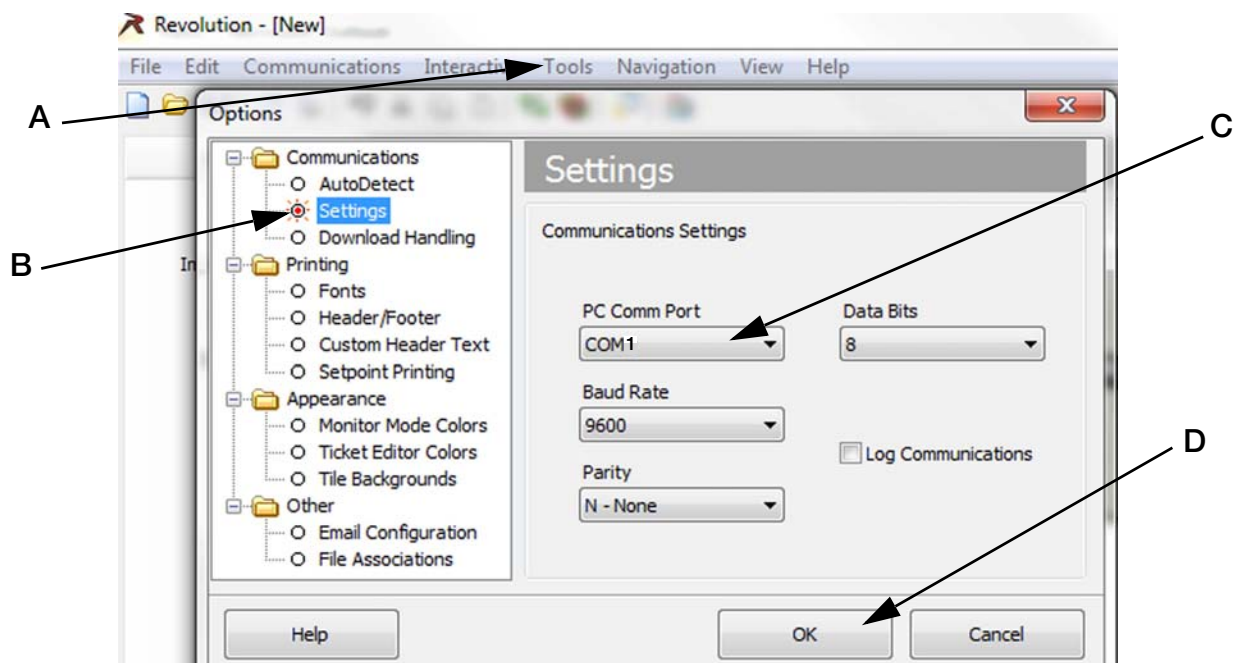 Revolution - [New]
File Edit Communications Interactiv Tools Navigation View Help
A
Options
C
Communications
AutoDetect
Settings
Download Handling
Printing
Fonts
Header/Footer
Custom Header Text
Setpoint Printing
Appearance
Monitor Mode Colors
Ticket Editor Colors
Tile Backgrounds
Other
Email Configuration
File Associations
B
In
Settings
Communications Settings
PC Comm Port
COM1
Data Bits
8
Baud Rate
9600
Log Communications
Parity
N - None
D
Help
OK
Cancel